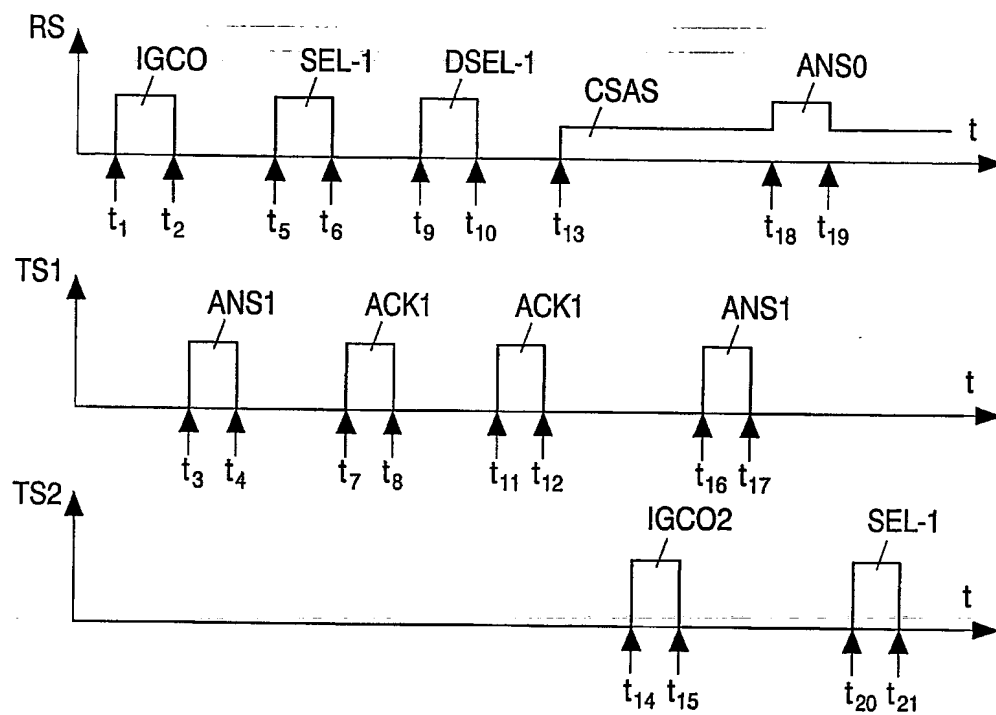 RS
IGCO SEL-1 DSEL-1 CSAS ANS0 t
t1 t2 t5 t6 t9 t10 t13 t18 t19
TS1
ANS1 ACK1 ACK1 ANS1 t
t3 t4 t7 t8 t11 t12 t16 t17
TS2
IGCO2 SEL-1 t
t14 t15 t20 t21